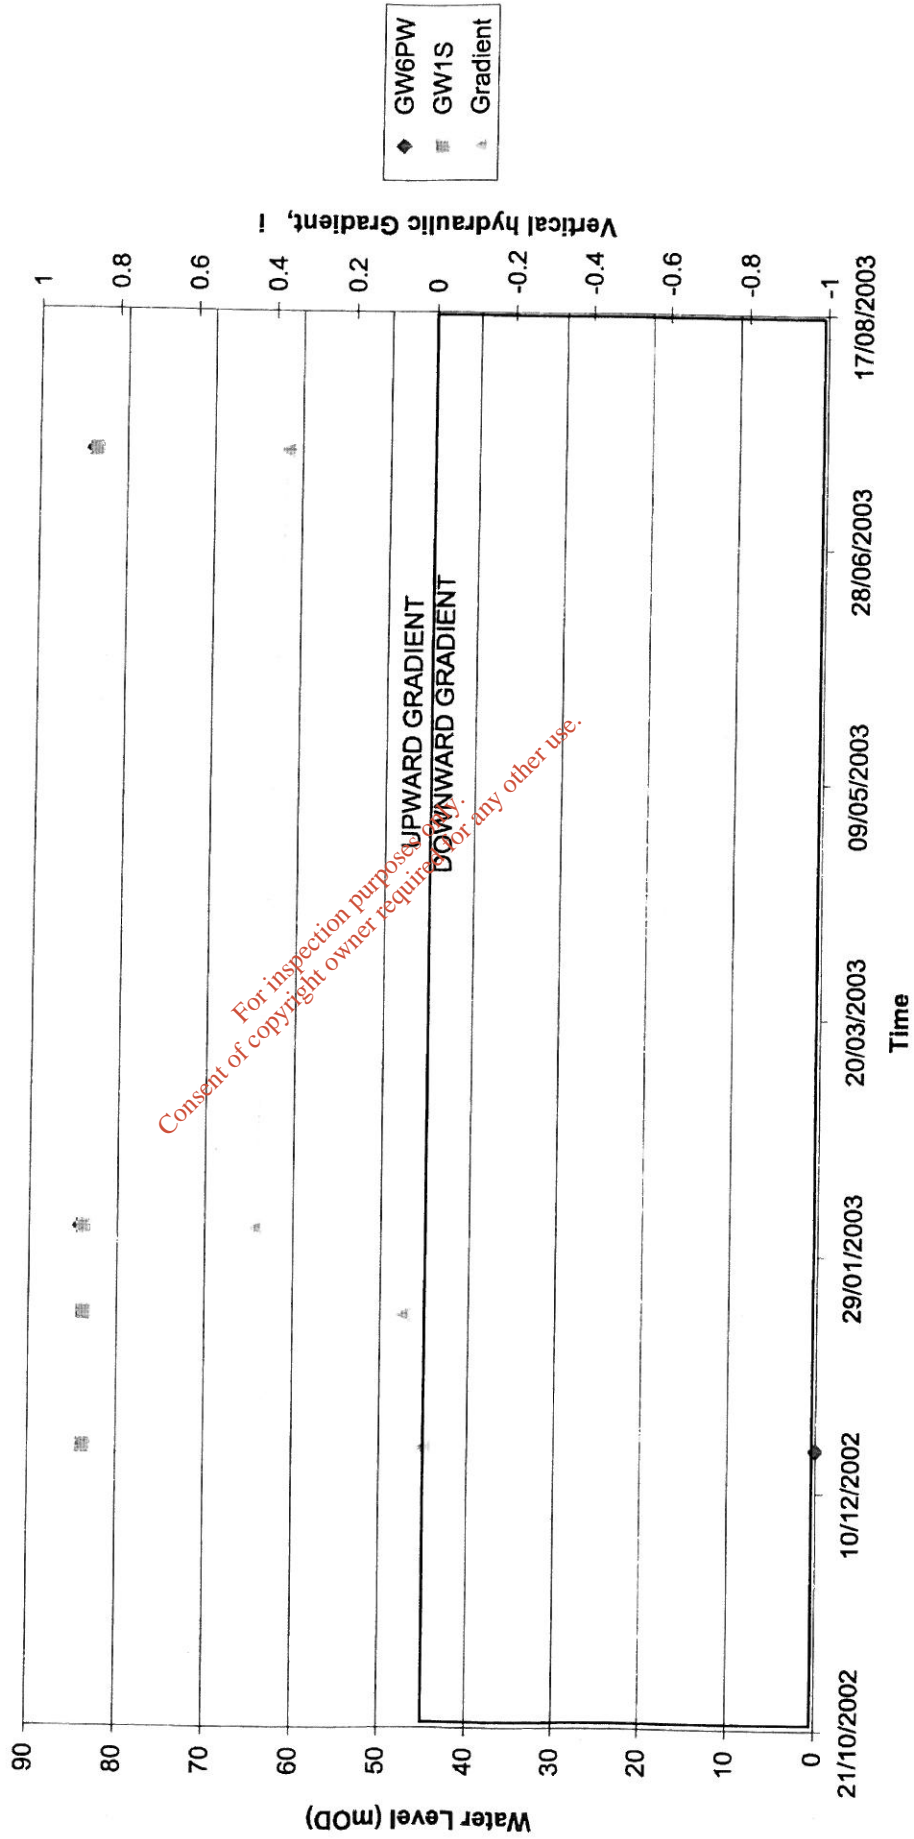 GW6PW
GW1S
Gradient
Vertical hydraulic Gradient, i
1
0.8
0.6
0.4
0.2
0
-0.2
-0.4
-0.6
-0.8
-1
UPWARD GRADIENT
DOWNWARD GRADIENT
For inspection purposes only.
Consent of copyright owner required for any other use.
90
80
70
60
50
40
30
20
10
0
Water Level (mOD)
21/10/2002
10/12/2002
29/01/2003
20/03/2003
09/05/2003
28/06/2003
17/08/2003
Time